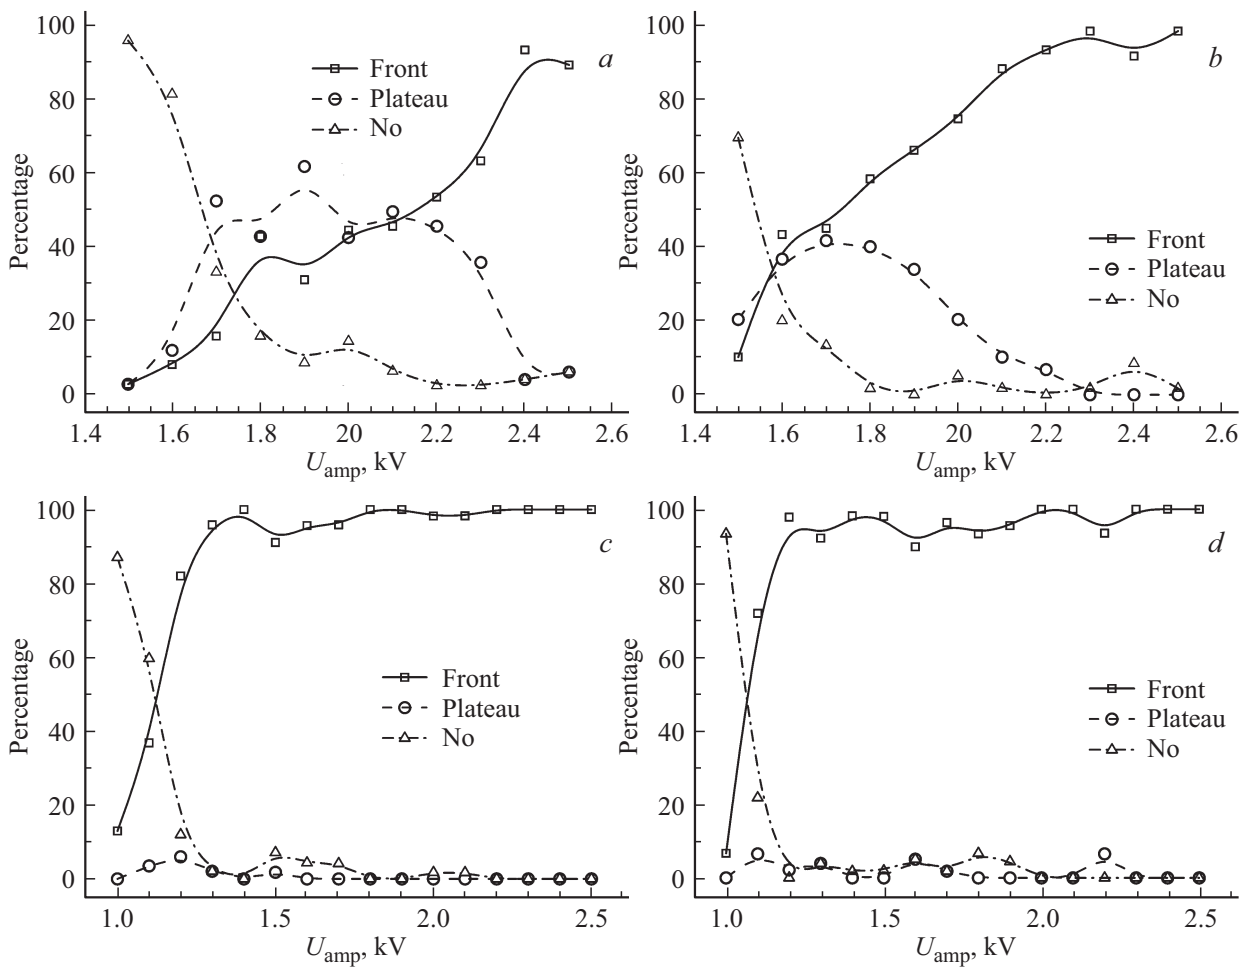 100
80
60
40
20
0
Percentage
Front
Plateau
No
a
1.4 1.6 1.8 20 2.2 2.4 2.6
U_amp, kV
100
80
60
40
20
0
Percentage
b
Front
Plateau
No
1.4 1.6 1.8 20 2.2 2.4 2.6
U_amp, kV
100
80
60
40
20
0
Percentage
c
Front
Plateau
No
1.0 1.5 2.0 2.5
U_amp, kV
100
80
60
40
20
0
Percentage
d
Front
Plateau
No
1.0 1.5 2.0 2.5
U_amp, kV